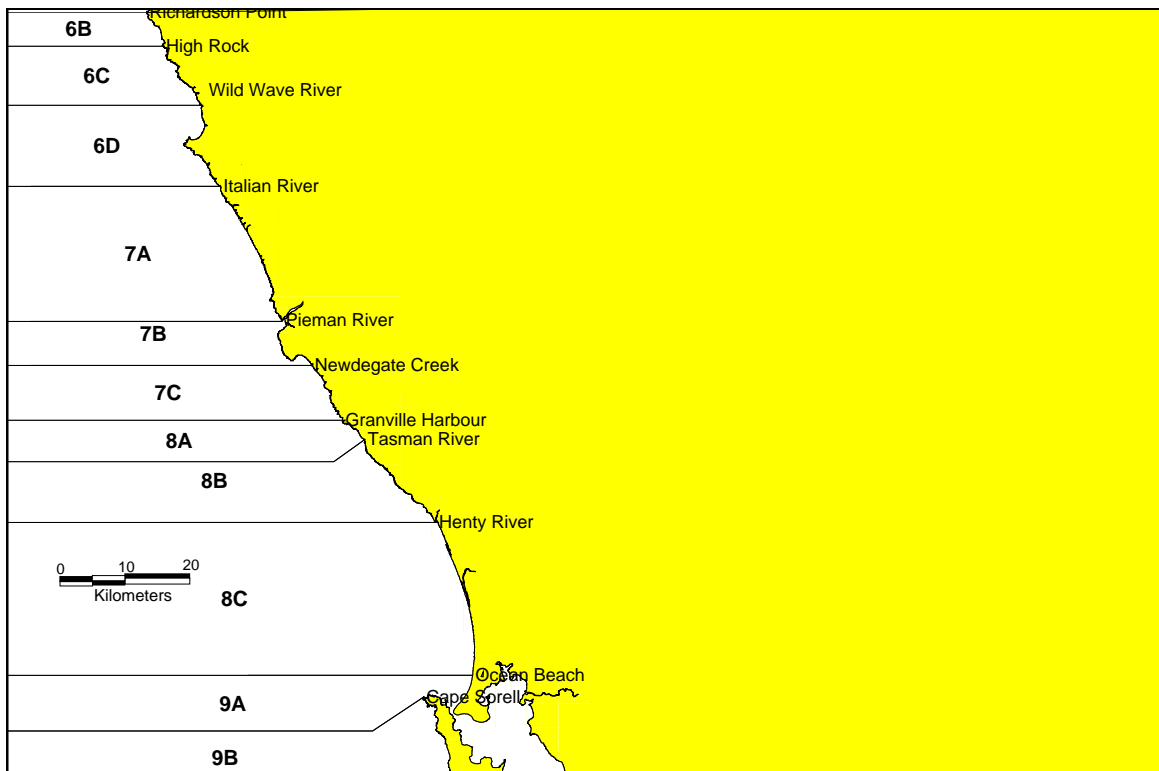 Richardson Point
6B
High Rock
6C
Wild Wave River
6D
Italian River
7A
Pieman River
7B
Newdegate Creek
7C
Granville Harbour
8A
Tasman River
8B
Henty River
0 10 20
Kilometers
8C
Ocean Beach
Cape Sorell
9A
9B